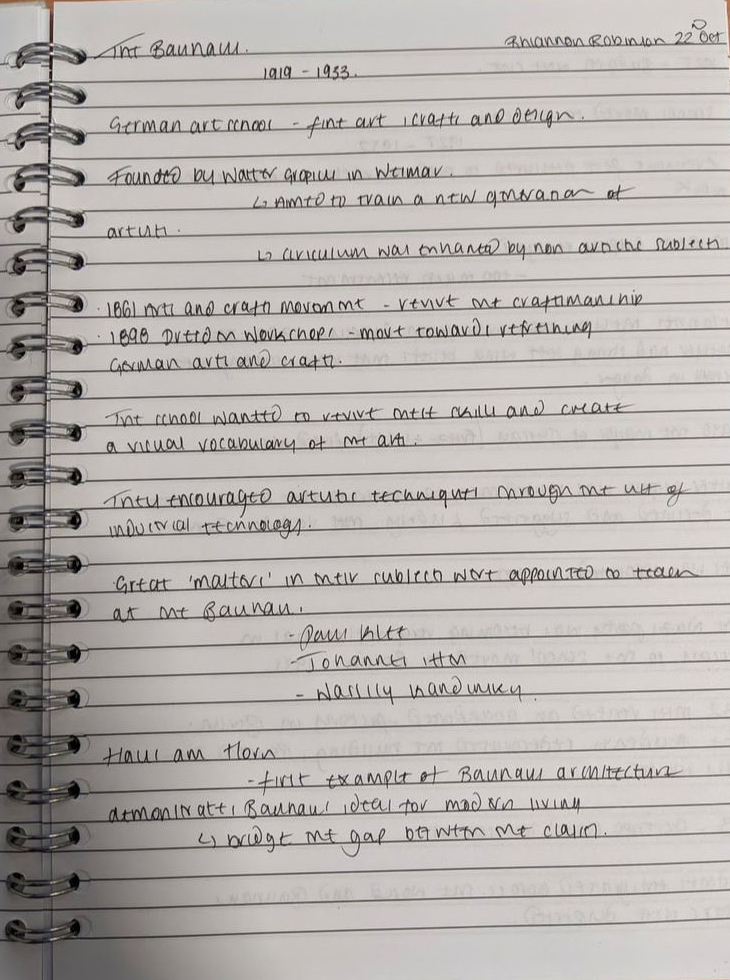 The Bauhaus. Rhiannon Robinson 22nd Oct
1919 - 1933.
German art school - fine art, crafts and design.
Founded by Walter Gropius in Weimar.
↳ Aimed to train a new generation of
artists.
↳ curiculum was enhanced by non artistic subjects
· 1861 Arts and crafts movement - revive the craftsmanship
· 1898 Dresden Workshops - move towards refining
German arts and crafts.
The school wanted to revive these skills and create
a visual vocabulary of the arts.
They encouraged artistic techniques through the use of
industrial technology.
Great 'masters' in their subjects were appointed to teach
at the Bauhaus.
- Paul Klee
- Johannes Itten
- Wassily Kandinsky.
Haus am Horn
- first example of Bauhaus architecture
demonstrates Bauhaus ideal for modern living
↳ bridge the gap between the classes.